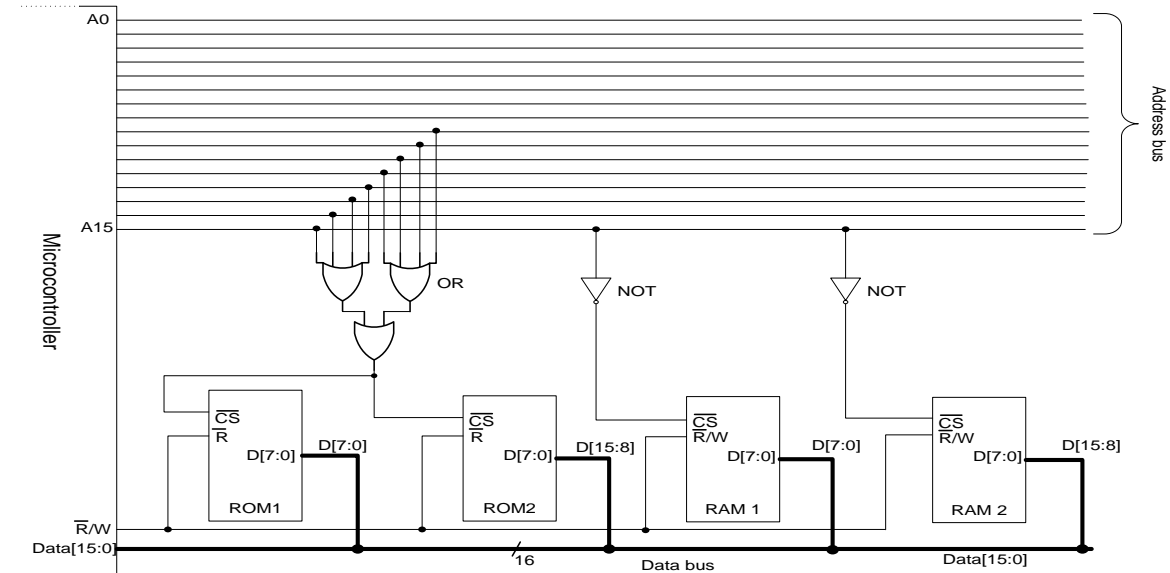 A0
Address bus
A15
Microcontroller
OR
NOT
NOT
CS
R
D[7:0]
ROM1
D[7:0]
CS
R
D[7:0]
ROM2
D[15:8]
CS
R/W
D[7:0]
RAM 1
D[7:0]
CS
R/W
D[7:0]
RAM 2
D[15:8]
R/W
Data[15:0]
16
Data bus
Data[15:0]